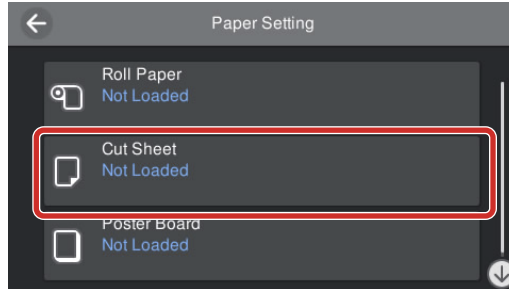 Paper Setting
Roll Paper
Not Loaded
Cut Sheet
Not Loaded
Poster Board
Not Loaded